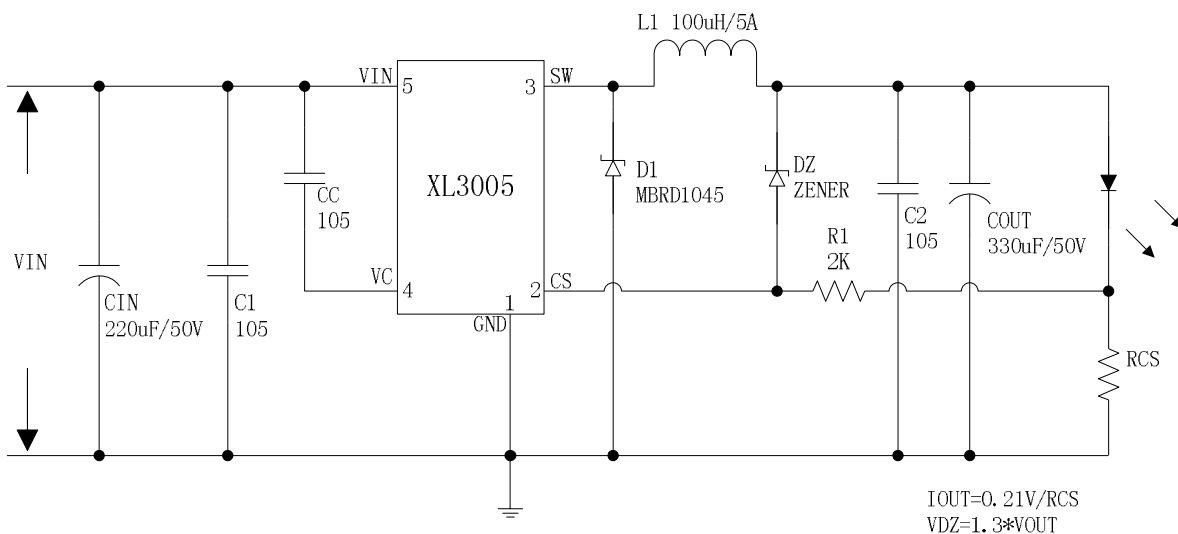 L1 100uH/5A
VIN
5
3
SW
XL3005
CC
105
D1
MBRD1045
DZ
ZENER
C2
105
COUT
330uF/50V
R1
2K
VIN
VC
4
2
CS
1
GND
CIN
220uF/50V
C1
105
RCS
IOUT=0.21V/RCS
VDZ=1.3*VOUT